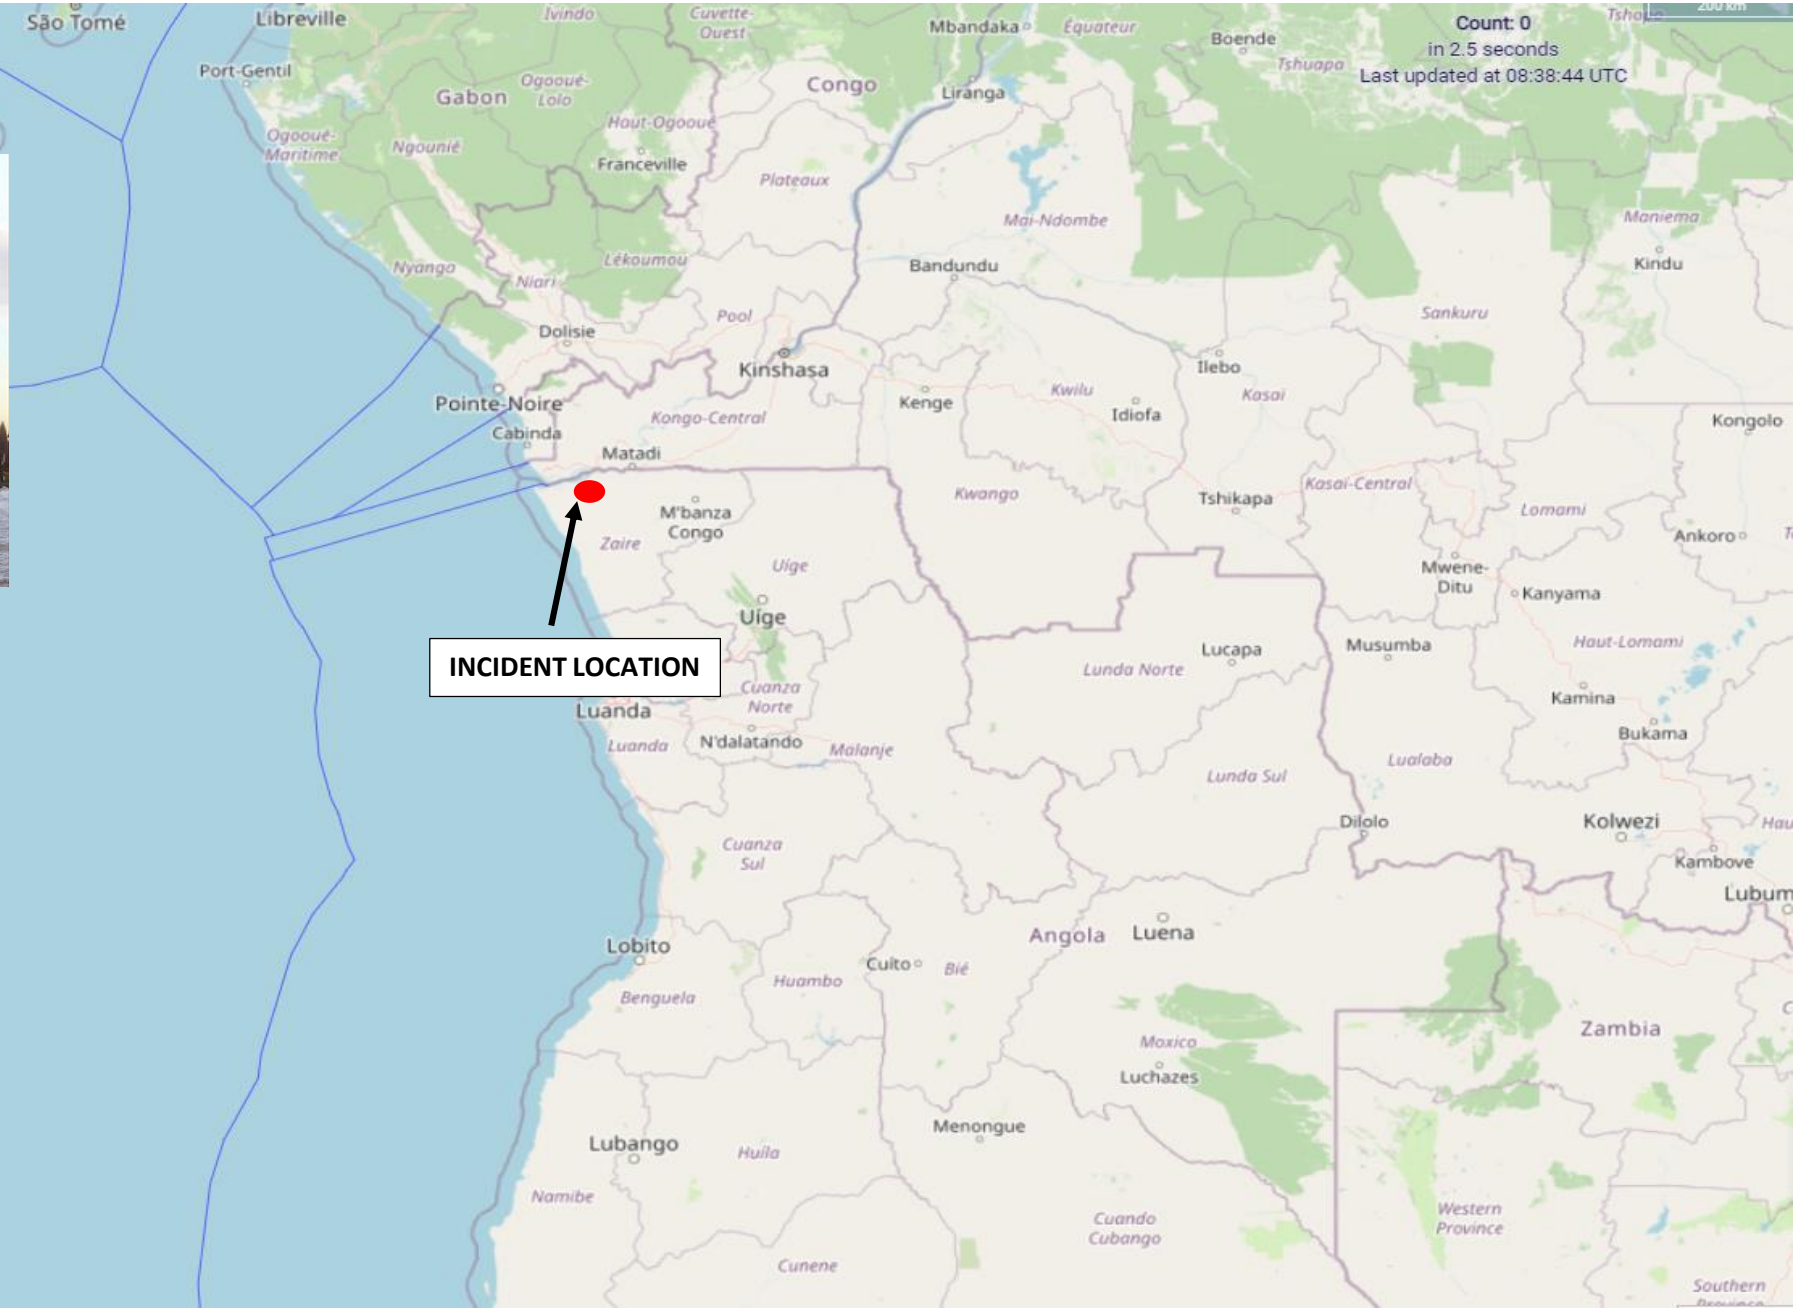 São Tomé
Libreville
Ivindo
Cuvette-
Ouest
Mbandaka
Équateur
Boende
Count: 0
in 2.5 seconds
Last updated at 08:38:44 UTC
200 km
Tshuapa
Port-Gentil
Gabon
Ogooué-
Lolo
Congo
Liranga
Ogooué-
Maritime
Ngounié
Haut-Ogooué
Franceville
Plateaux
Mai-Ndombe
Maniema
Kindu
Nyanga
Niari
Lékoumou
Bandundu
Sankuru
Dolisie
Pool
Kinshasa
Ilebo
Kasai
Pointe-Noire
Cabinda
Kongo-Central
Kenge
Kwilu
Idiofa
Kongolo
Matadi
Kwango
Tshikapa
Kasai-Central
Lomami
Ankoro
M'banza
Congo
Zaire
Uíge
Mwene-
Ditu
Kanyama
Uíge
INCIDENT LOCATION
Lunda Norte
Lucapa
Musumba
Haut-Lomami
Cuanza
Norte
Kamina
Bukama
Luanda
Luanda
N'dalatando
Malanje
Lunda Sul
Lualaba
Dilolo
Kolwezi
Hau
Kambove
Lubum
Cuanza
Sul
Lobito
Angola
Luena
Cuíto
Bié
Huambo
Benguela
Moxico
Luchazes
Zambia
Menongue
Lubango
Huíla
Namibe
Cuando
Cubango
Western
Province
Cunene
Southern